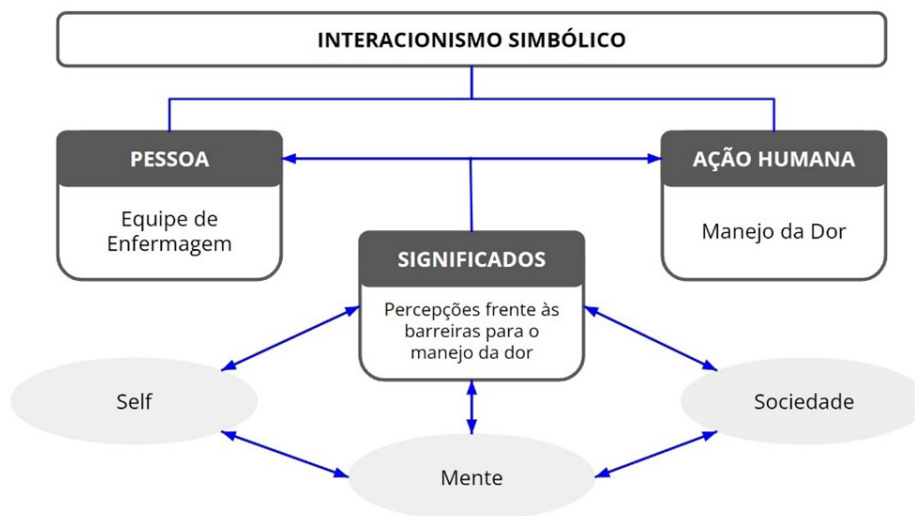 INTERACIONISMO SIMBÓLICO
PESSOA
Equipe de
Enfermagem
AÇÃO HUMANA
Manejo da Dor
SIGNIFICADOS
Percepções frente às
barreiras para o
manejo da dor
Self
Mente
Sociedade